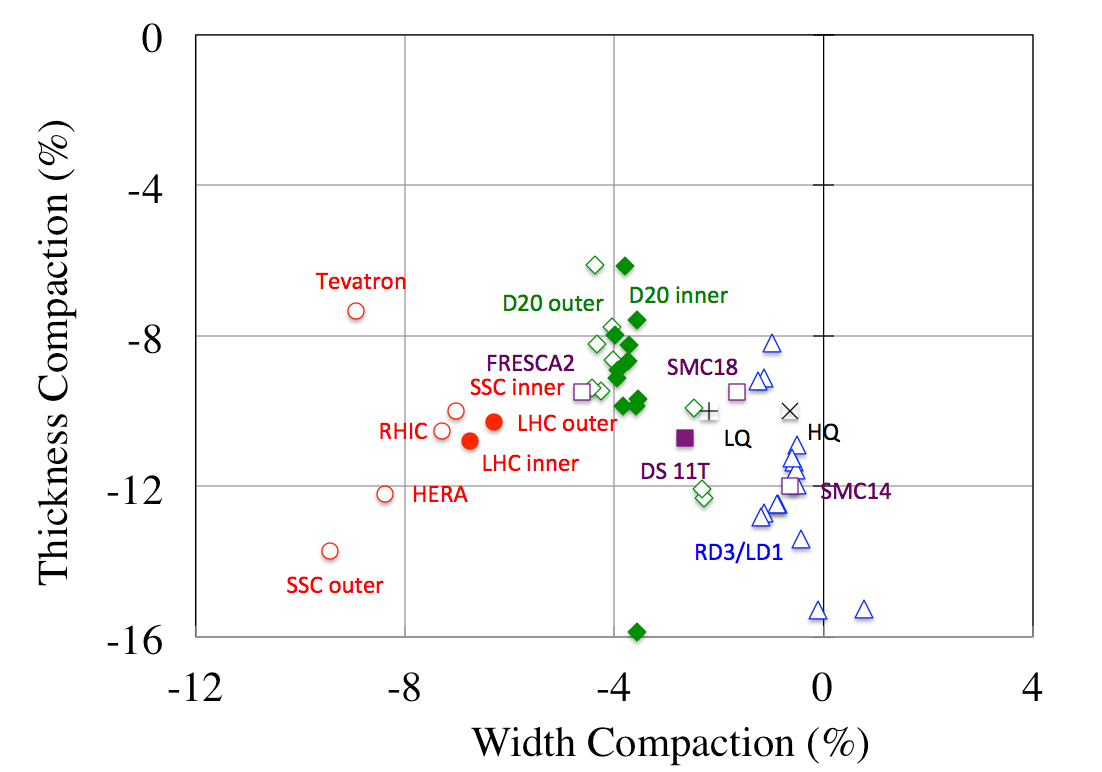 0
-4
-8
-12
-16
Thickness Compaction (%)
Tevatron
D20 outer
D20 inner
FRESCA2
SMC18
SSC inner
LHC outer
RHIC
LQ
HQ
LHC inner
DS 11T
HERA
SMC14
RD3/LD1
SSC outer
-12
-8
-4
0
4
Width Compaction (%)